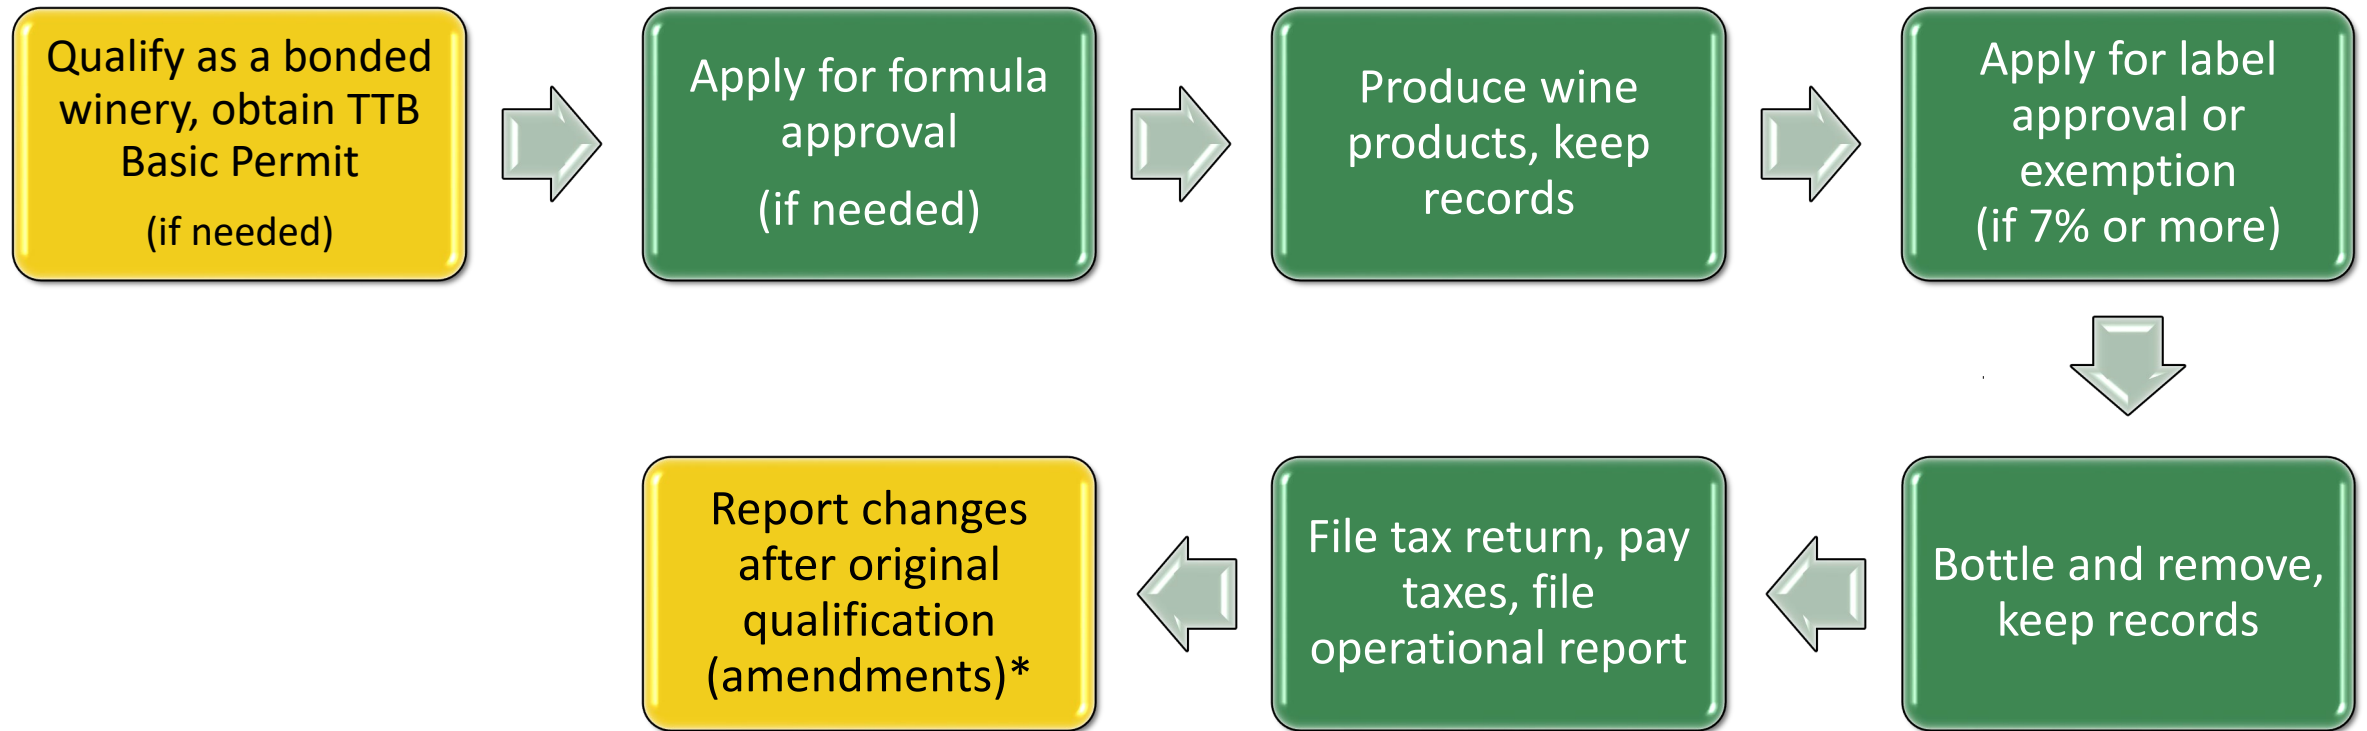 Qualify as a bonded
winery, obtain TTB
Basic Permit
(if needed)
Apply for formula
approval
(if needed)
Produce wine
products, keep
records
Apply for label
approval or
exemption
(if 7% or more)
Bottle and remove,
keep records
File tax return, pay
taxes, file
operational report
Report changes
after original
qualification
(amendments)*